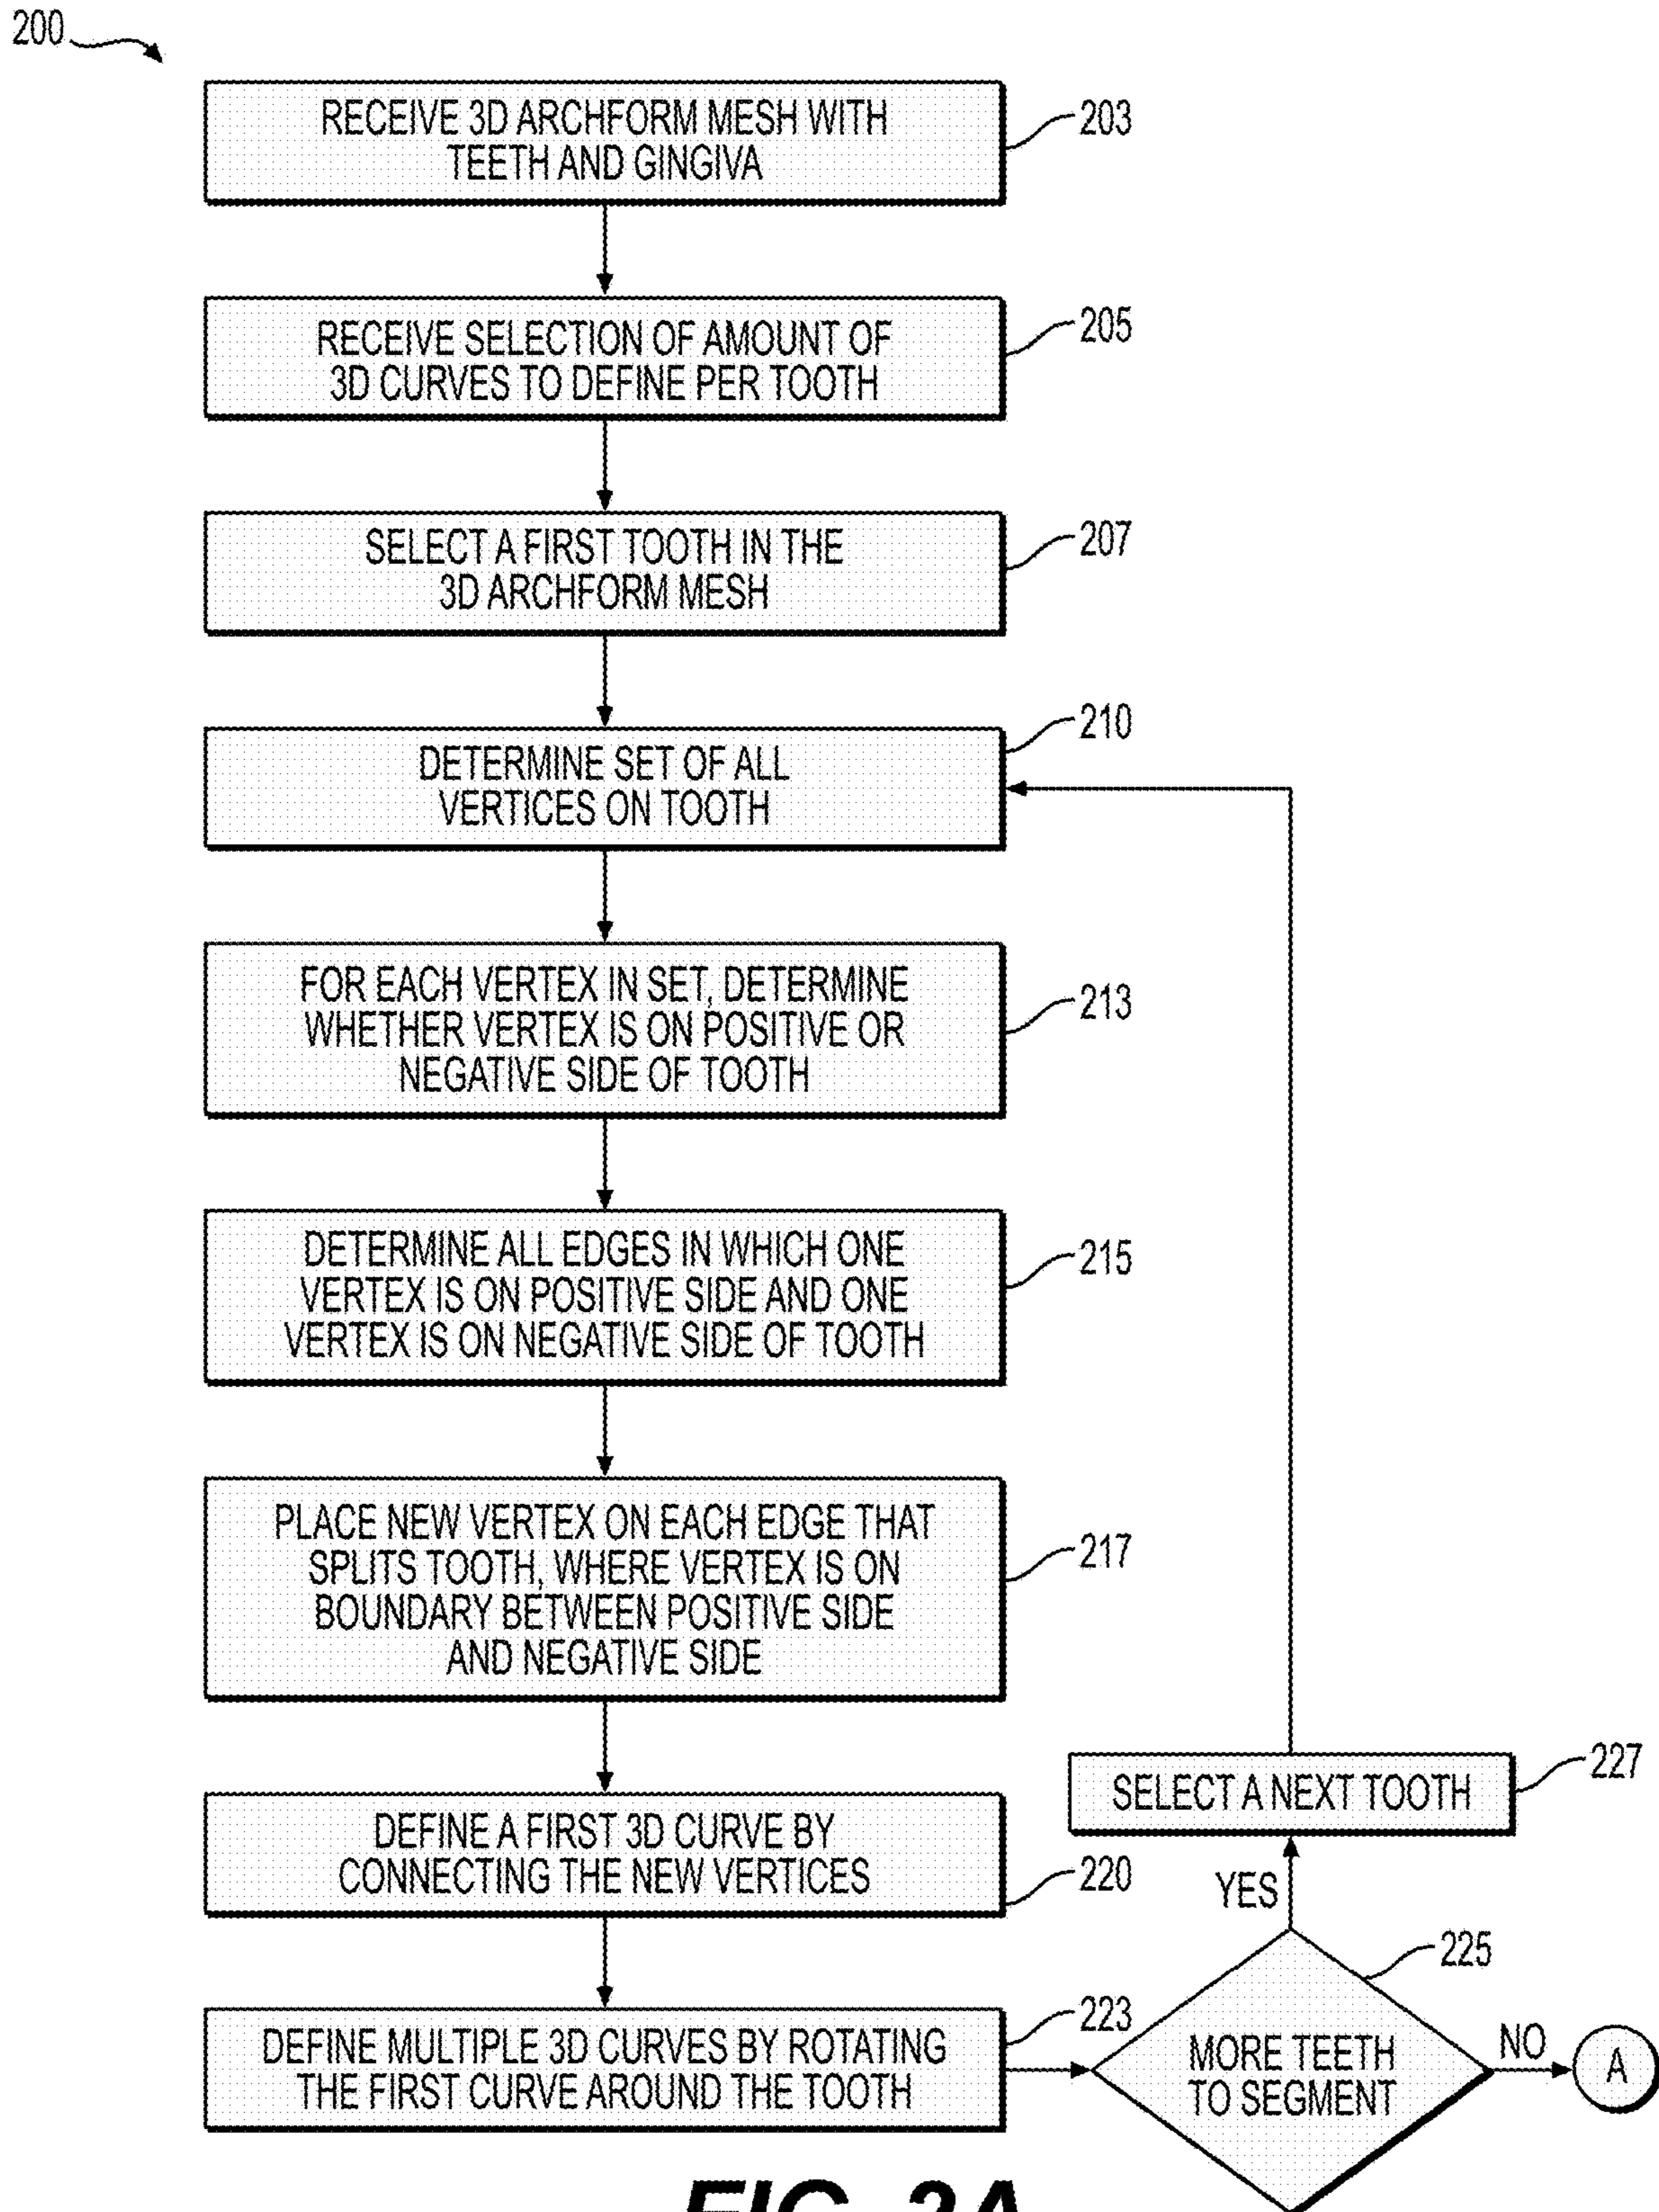 200
RECEIVE 3D ARCHFORM MESH WITH
TEETH AND GINGIVA
203
RECEIVE SELECTION OF AMOUNT OF
3D CURVES TO DEFINE PER TOOTH
205
SELECT A FIRST TOOTH IN THE
3D ARCHFORM MESH
207
DETERMINE SET OF ALL
VERTICES ON TOOTH
210
FOR EACH VERTEX IN SET, DETERMINE
WHETHER VERTEX IS ON POSITIVE OR
NEGATIVE SIDE OF TOOTH
213
DETERMINE ALL EDGES IN WHICH ONE
VERTEX IS ON POSITIVE SIDE AND ONE
VERTEX IS ON NEGATIVE SIDE OF TOOTH
215
PLACE NEW VERTEX ON EACH EDGE THAT
SPLITS TOOTH, WHERE VERTEX IS ON
BOUNDARY BETWEEN POSITIVE SIDE
AND NEGATIVE SIDE
217
DEFINE A FIRST 3D CURVE BY
CONNECTING THE NEW VERTICES
220
DEFINE MULTIPLE 3D CURVES BY ROTATING
THE FIRST CURVE AROUND THE TOOTH
223
MORE TEETH
TO SEGMENT
225
YES
SELECT A NEXT TOOTH
227
NO
A
FIG. 2A